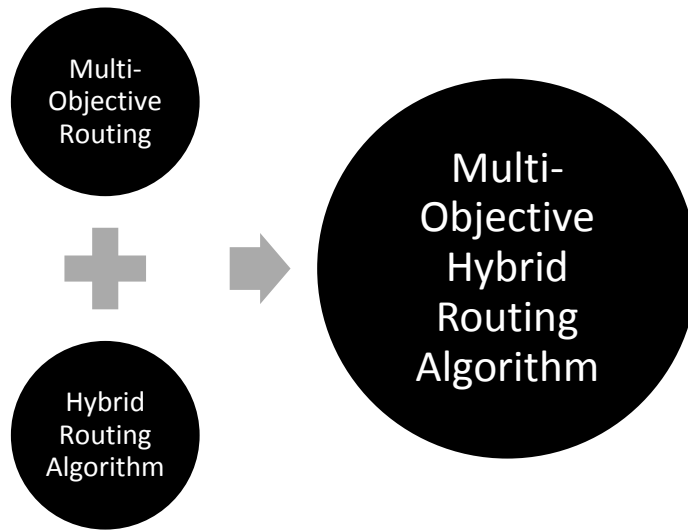 Multi-
Objective
Routing
Hybrid
Routing
Algorithm
Multi-
Objective
Hybrid
Routing
Algorithm